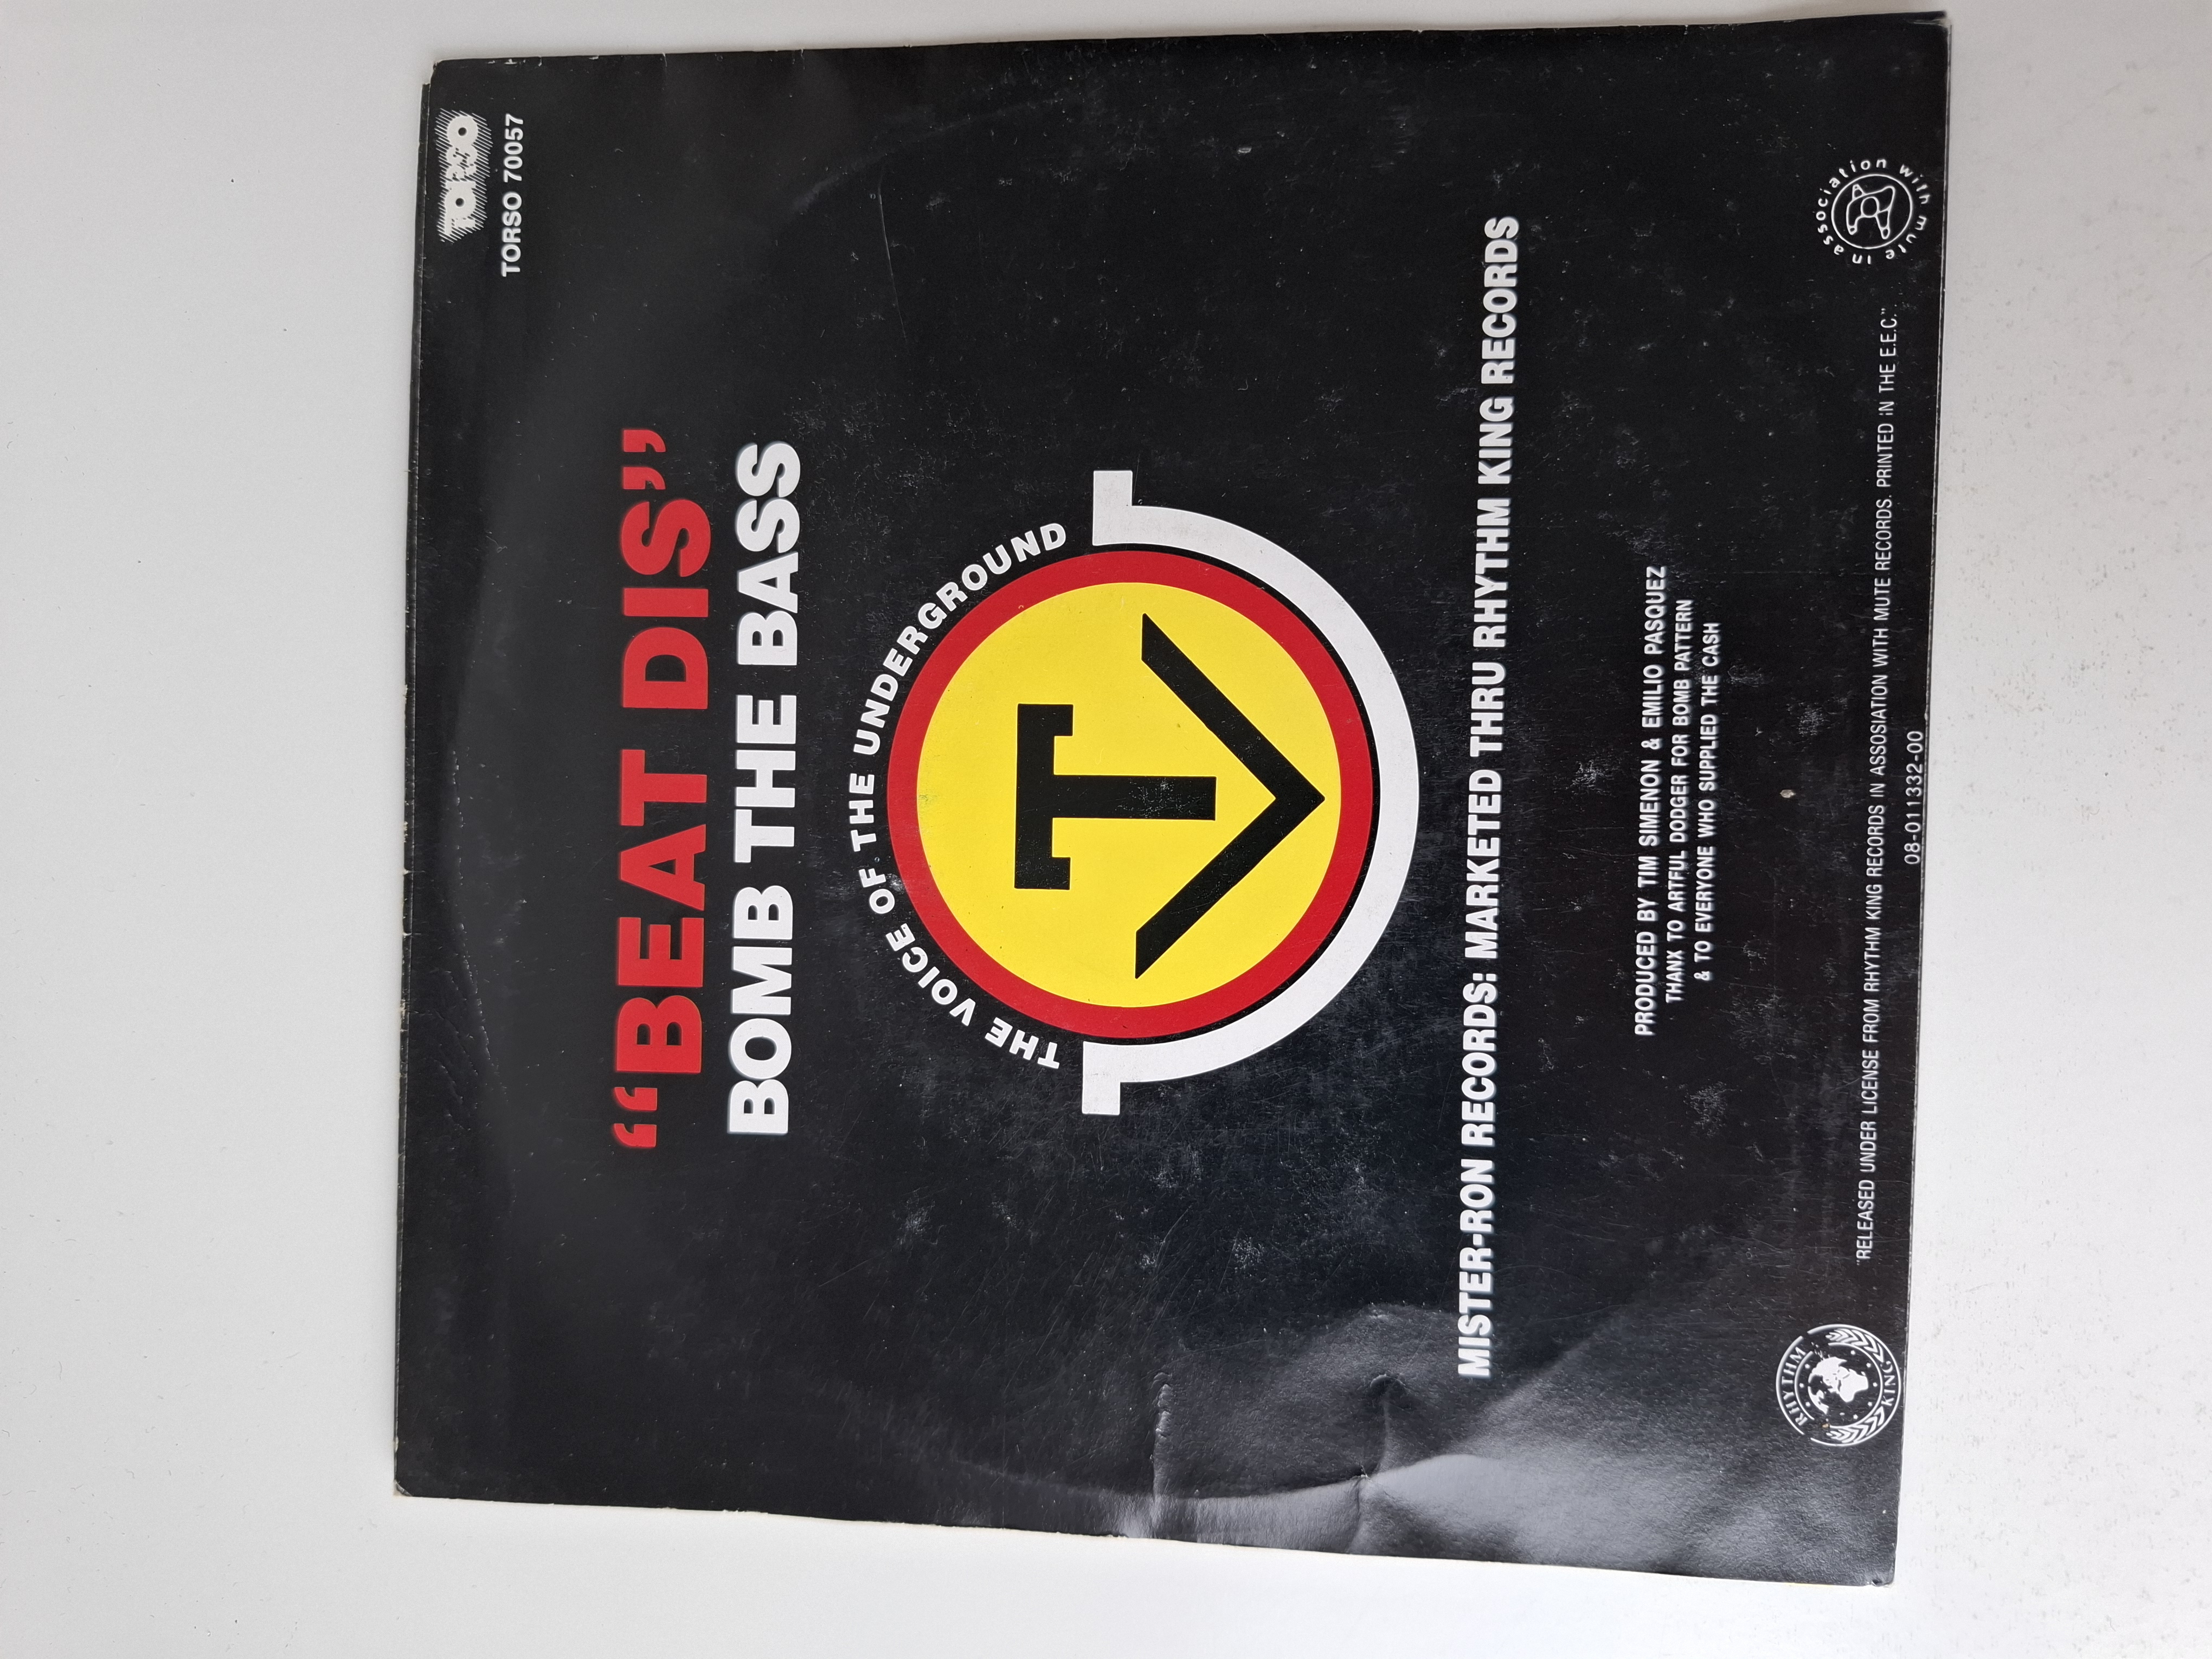 TORSO
TORSO 70057
"BEAT DIS"
BOMB THE BASS
THE VOICE OF THE UNDERGROUND
TV
MISTER-RON RECORDS: MARKETED THRU RHYTHM KING RECORDS
PRODUCED BY TIM SIMENON & EMILIO PASQUEZ
THANX TO ARTFUL DODGER FOR BOMB PATTERN
& TO EVERYONE WHO SUPPLIED THE CASH
RHYTHM KING
"RELEASED UNDER LICENSE FROM RHYTHM KING RECORDS IN ASSOSIATION WITH MUTE RECORDS. PRINTED IN THE E.E.C."
08-011332-00
in association with mute